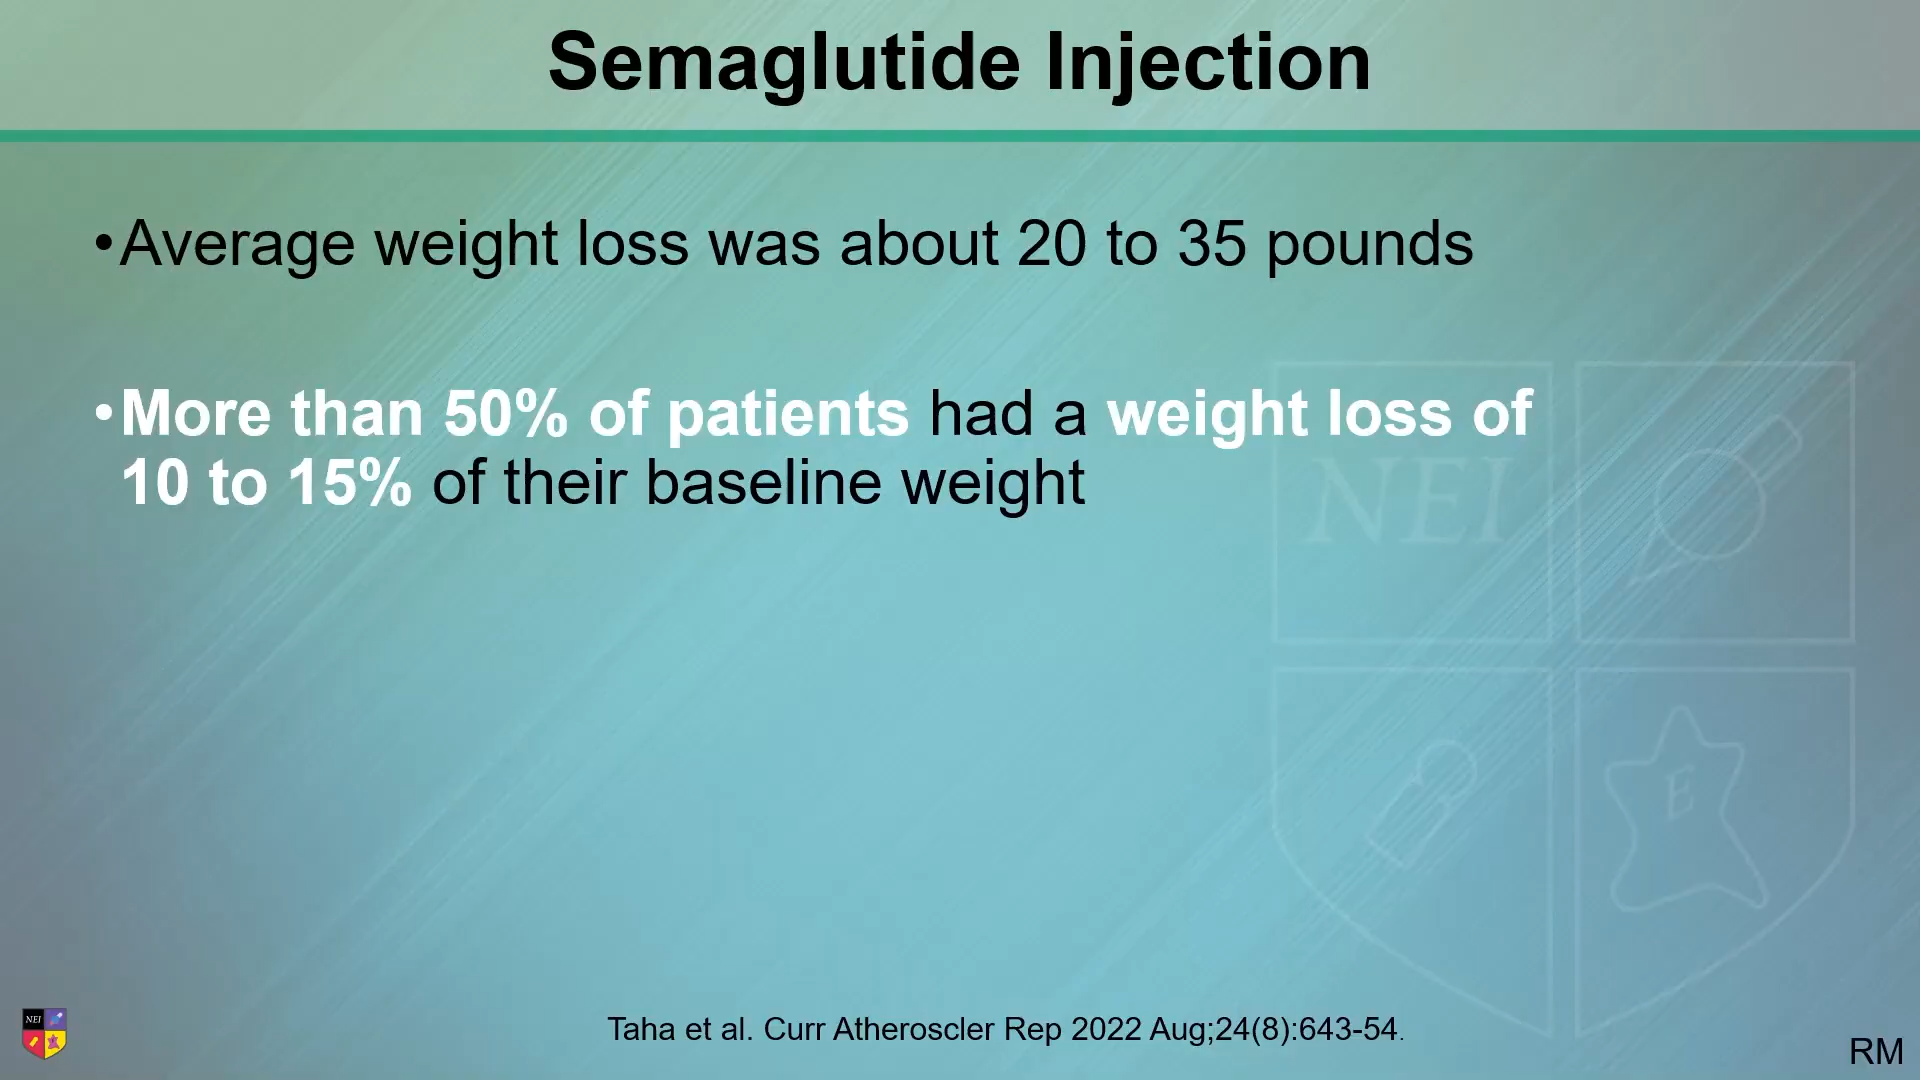 Semaglutide Injection
•Average weight loss was about 20 to 35 pounds
•More than 50% of patients had a weight loss of
10 to 15% of their baseline weight
NEI
E
NEI
Taha et al. Curr Atheroscler Rep 2022 Aug;24(8):643-54.
RM